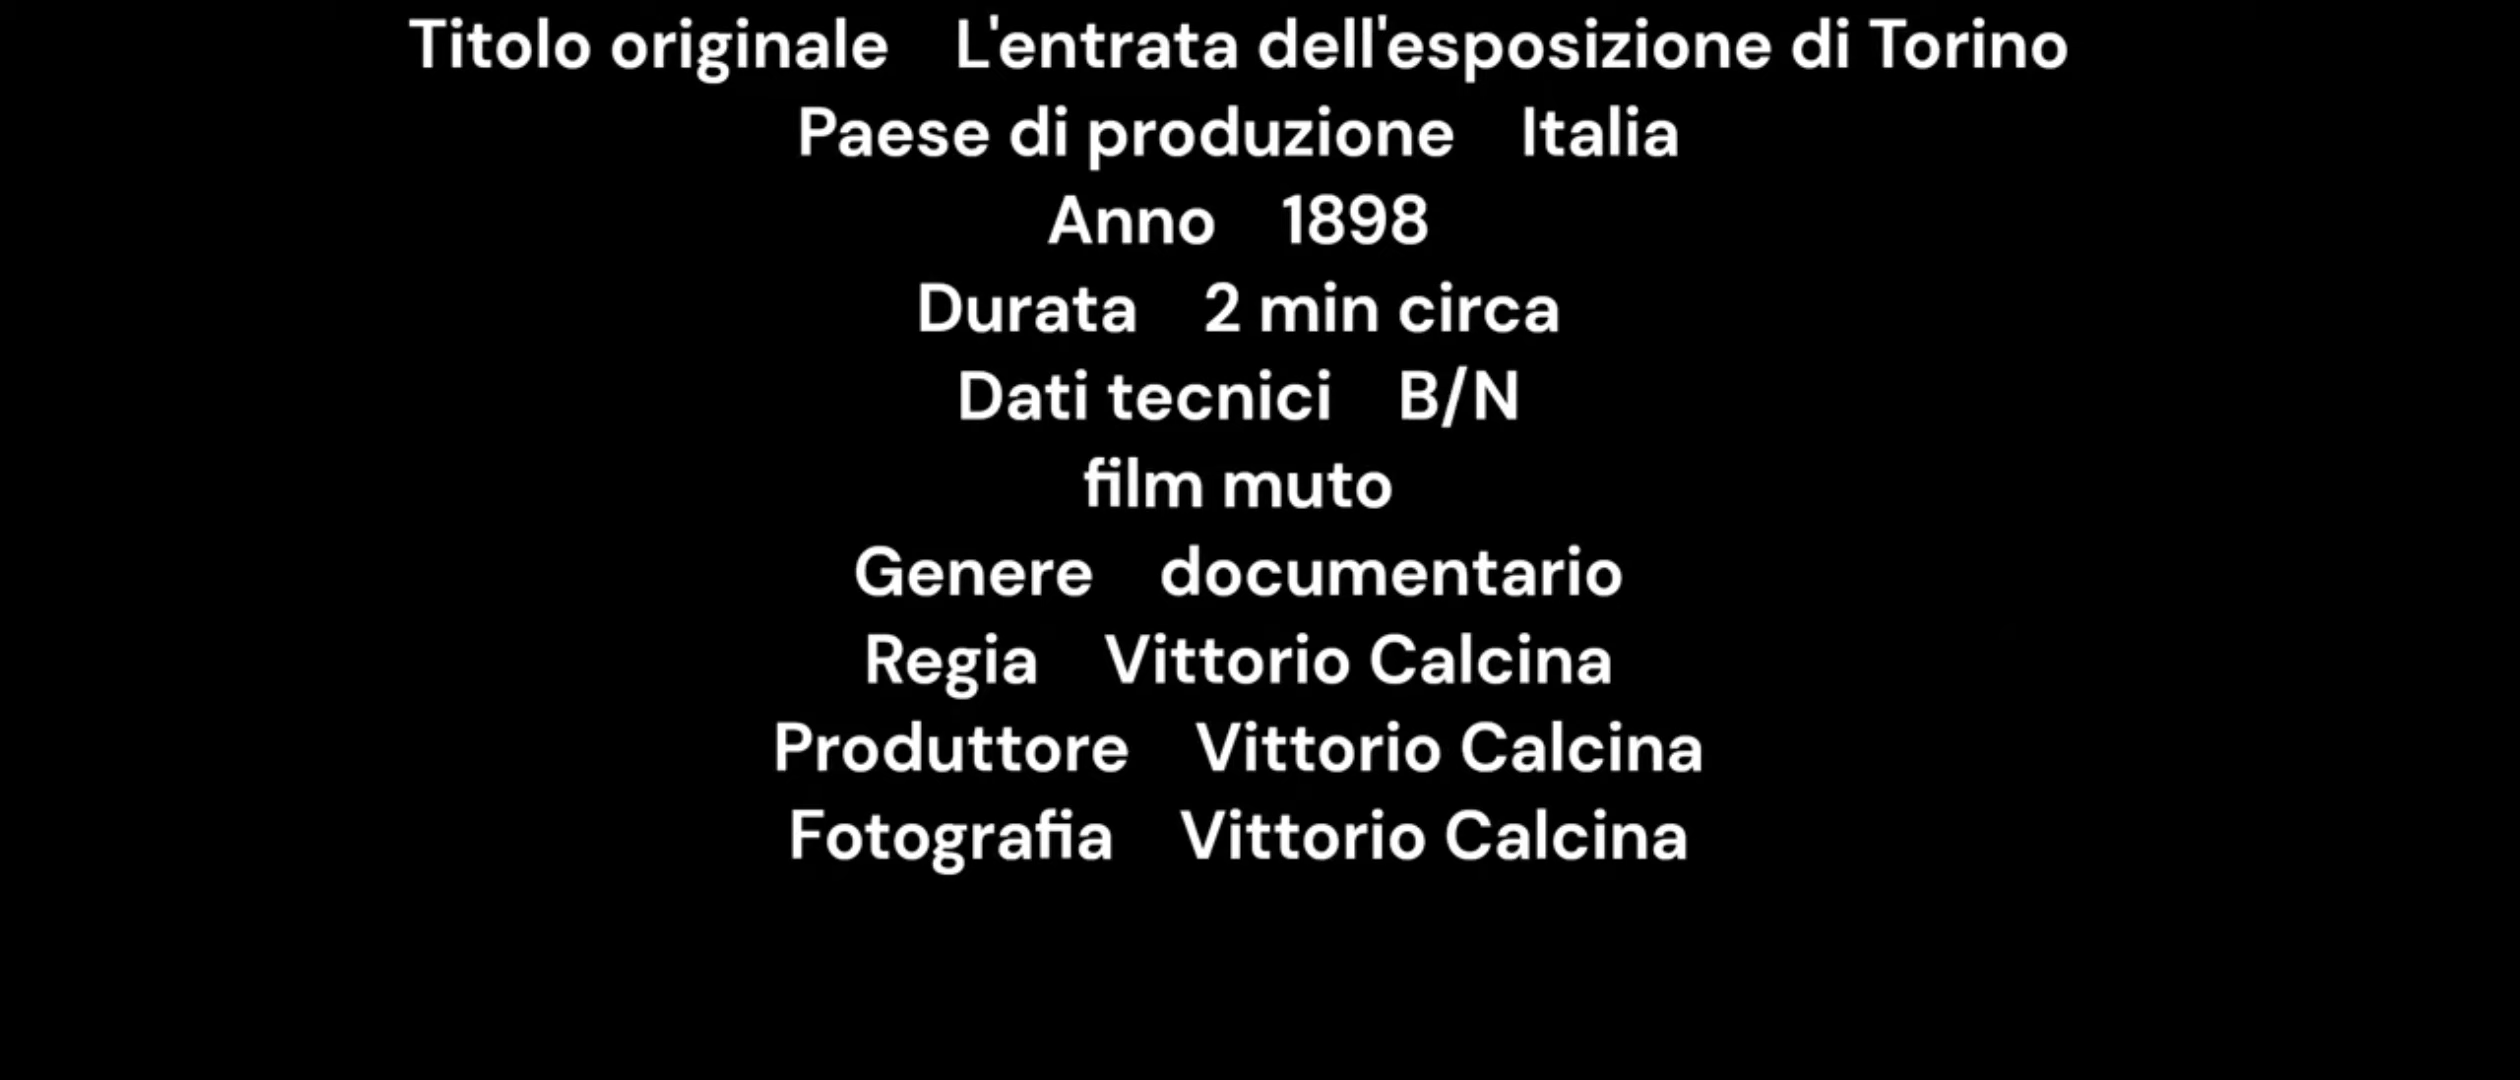 Titolo originale L'entrata dell'esposizione di Torino
Paese di produzione Italia
Anno 1898
Durata 2 min circa
Dati tecnici B/N
film muto
Genere documentario
Regia Vittorio Calcina
Produttore Vittorio Calcina
Fotografia Vittorio Calcina